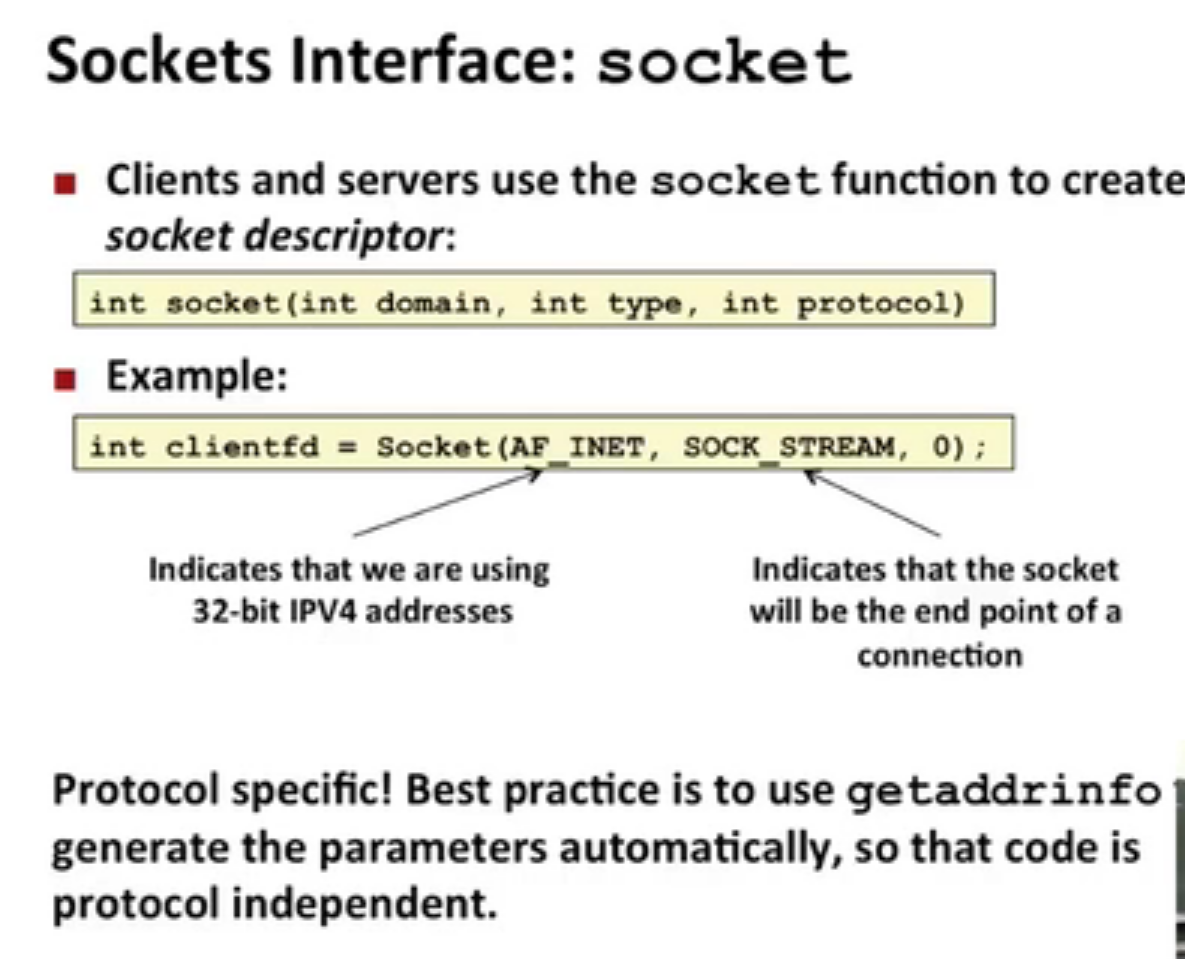 Sockets Interface: socket
Clients and servers use the socket function to create
socket descriptor:
int socket(int domain, int type, int protocol)
Example:
int clientfd = Socket(AF_INET, SOCK_STREAM, 0);
Indicates that we are using
32-bit IPV4 addresses
Indicates that the socket
will be the end point of a
connection
Protocol specific! Best practice is to use getaddrinfo
generate the parameters automatically, so that code is
protocol independent.